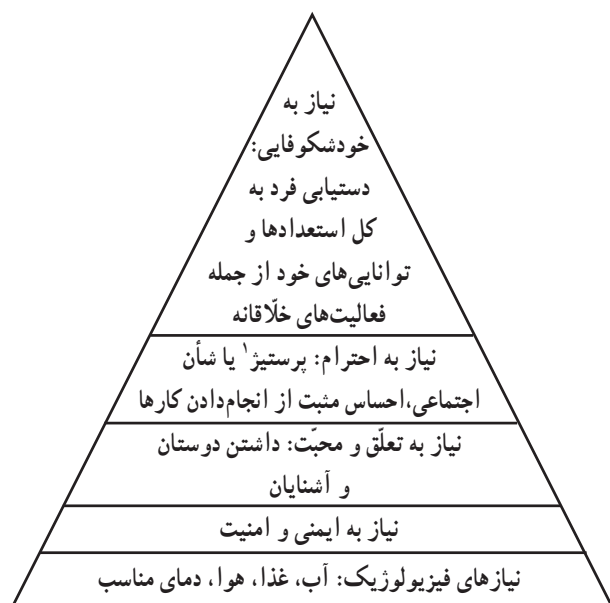 نیاز به
خودشکوفایی:
دستیابی فرد به
کل استعدادها و
توانایی‌های خود از جمله
فعالیت‌های خلّاقانه
نیاز به احترام: پرستیژ۱ یا شأن
اجتماعی،احساس مثبت از انجام‌دادن کارها
نیاز به تعلّق و محبّت: داشتن دوستان
و آشنایان
نیاز به ایمنی و امنیت
نیازهای فیزیولوژیک: آب، غذا، هوا، دمای مناسب